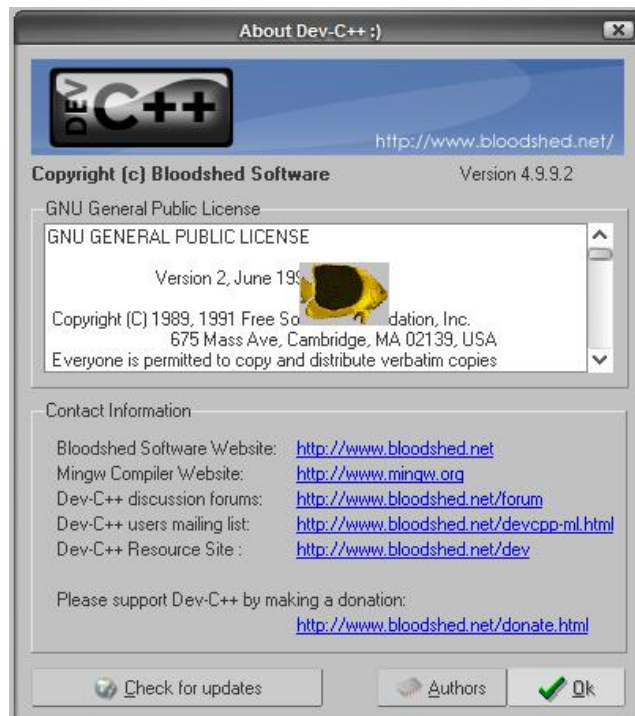 About Dev-C++ :)
DEV C++
http://www.bloodshed.net/
Copyright (c) Bloodshed Software Version 4.9.9.2
GNU General Public License
GNU GENERAL PUBLIC LICENSE
Version 2, June
Copyright (C) 1989, 1991 Free Inc.
675 Mass Ave, Cambridge, MA 02139, USA
Everyone is permitted to copy and distribute verbatim copies
Contact Information
Bloodshed Software Website: http://www.bloodshed.net
Mingw Compiler Website: http://www.mingw.org
Dev-C++ discussion forums: http://www.bloodshed.net/forum
Dev-C++ users mailing list: http://www.bloodshed.net/devcpp-ml.html
Dev-C++ Resource Site : http://www.bloodshed.net/dev
Please support Dev-C++ by making a donation:
http://www.bloodshed.net/donate.html
Check for updates Authors Ok